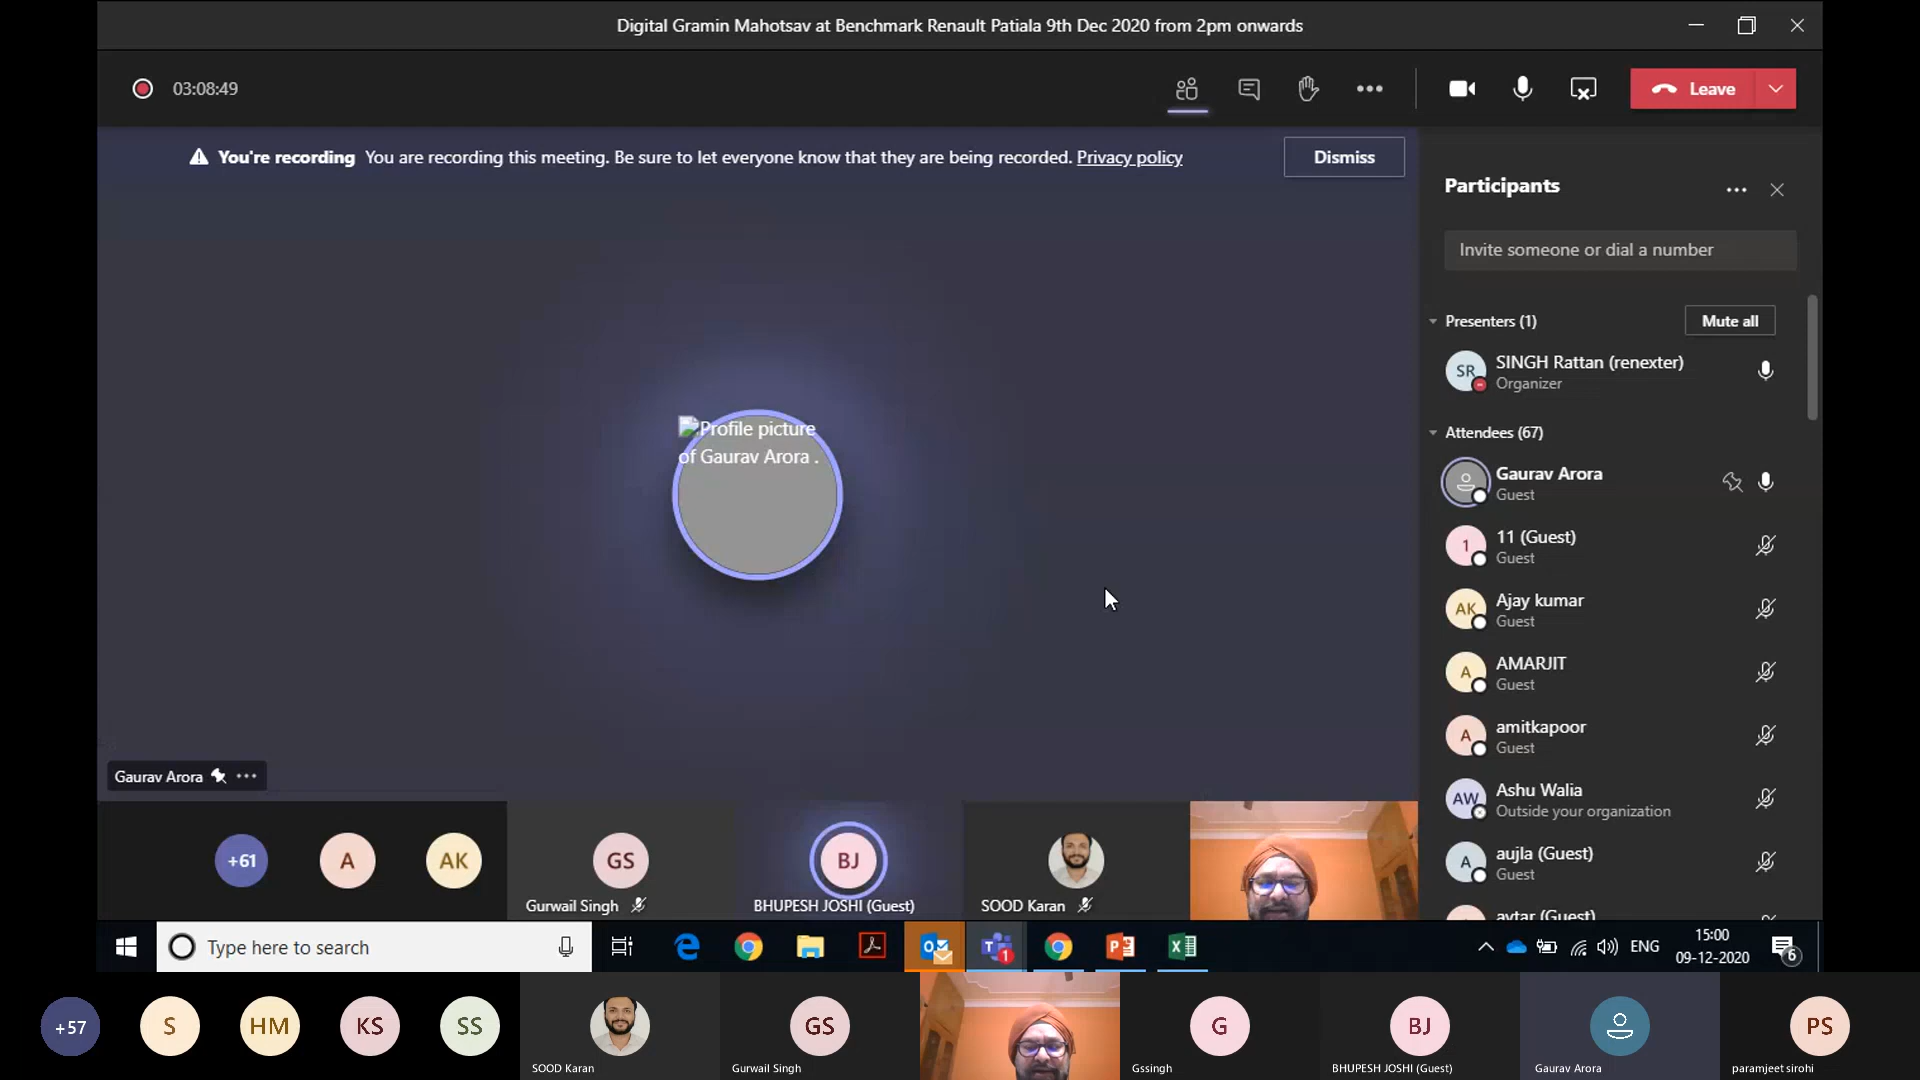 Digital Gramin Mahotsav at Benchmark Renault Patiala 9th Dec 2020 from 2pm onwards
03:08:49
Leave
You're recording You are recording this meeting. Be sure to let everyone know that they are being recorded. Privacy policy
Dismiss
Participants
Invite someone or dial a number
Presenters (1)
Mute all
SR
SINGH Rattan (renexter)
Organizer
Attendees (67)
Gaurav Arora
Guest
1
11 (Guest)
Guest
AK
Ajay kumar
Guest
A
AMARJIT
Guest
A
amitkapoor
Guest
AW
Ashu Walia
Outside your organization
A
aujla (Guest)
Guest
avtar (Guest)
Profile picture
of Gaurav Arora .
Gaurav Arora
+61
A
AK
GS
Gurwail Singh
BJ
BHUPESH JOSHI (Guest)
SOOD Karan
Type here to search
1
ENG
15:00
09-12-2020
6
+57
S
HM
KS
SS
SOOD Karan
GS
Gurwail Singh
G
Gssingh
BJ
BHUPESH JOSHI (Guest)
Gaurav Arora
PS
paramjeet sirohi